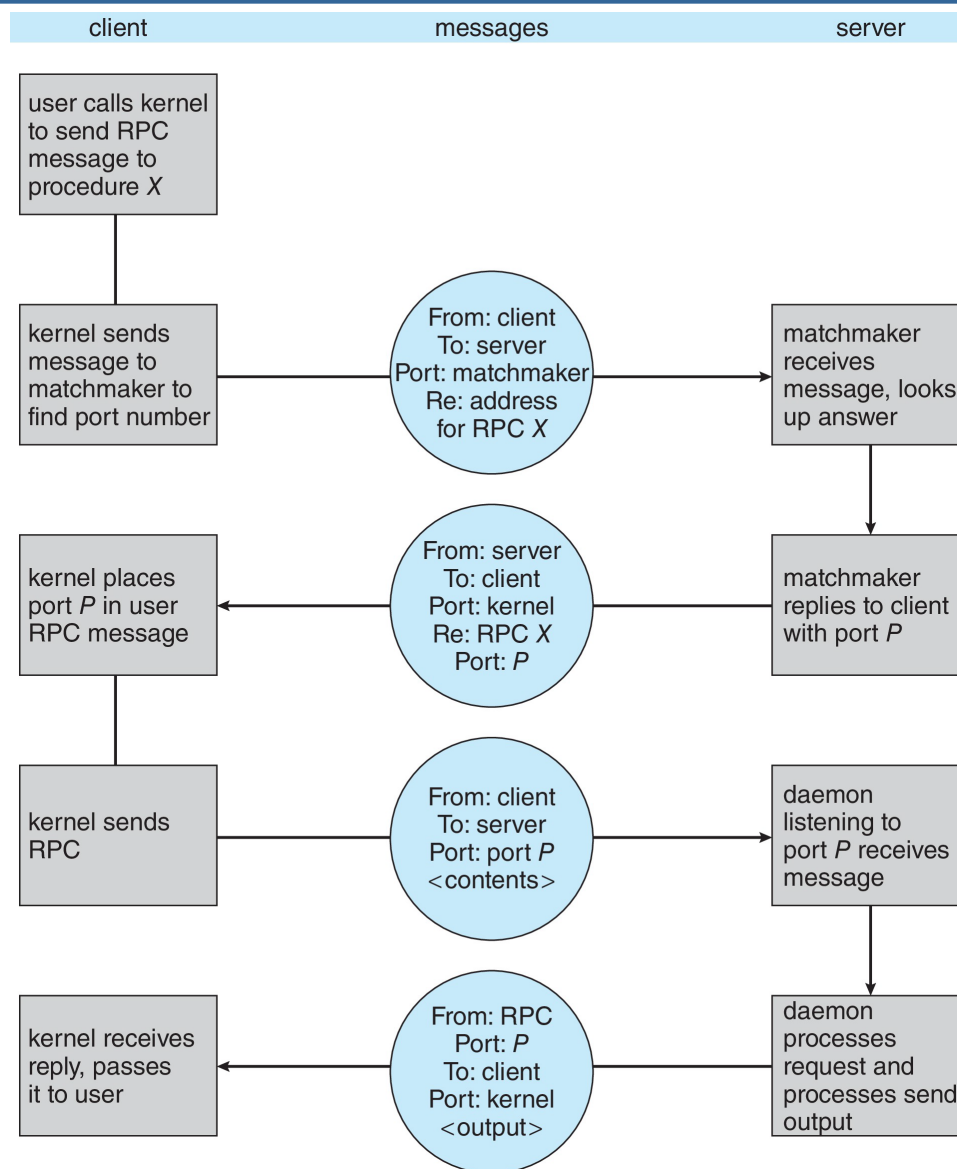 client
messages
server
user calls kernel
to send RPC
message to
procedure X
kernel sends
message to
matchmaker to
find port number
From: client
To: server
Port: matchmaker
Re: address
for RPC X
matchmaker
receives
message, looks
up answer
kernel places
port P in user
RPC message
From: server
To: client
Port: kernel
Re: RPC X
Port: P
matchmaker
replies to client
with port P
kernel sends
RPC
From: client
To: server
Port: port P
<contents>
daemon
listening to
port P receives
message
kernel receives
reply, passes
it to user
From: RPC
Port: P
To: client
Port: kernel
<output>
daemon
processes
request and
processes send
output